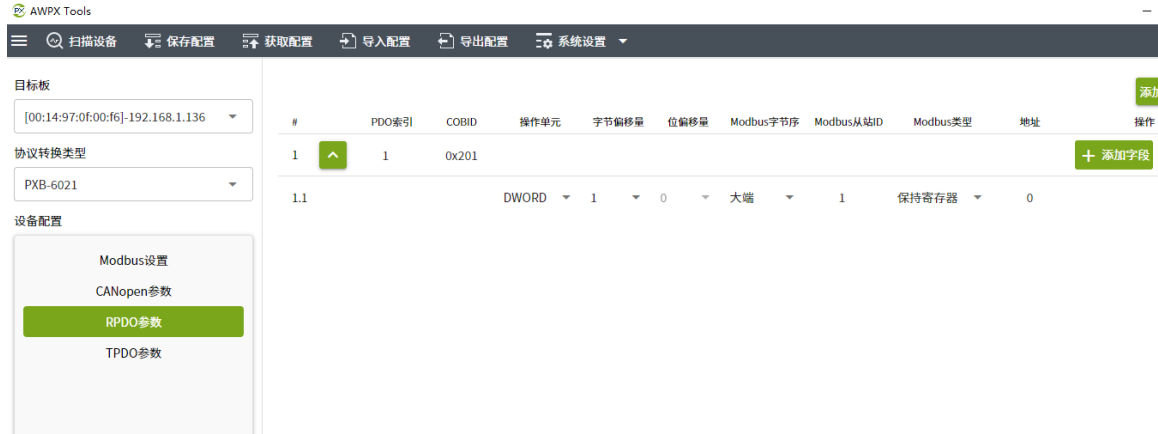 AWPX Tools
扫描设备 保存配置 获取配置 导入配置 导出配置 系统设置
目标板
[00:14:97:0f:00:f6]-192.168.1.136
协议转换类型
PXB-6021
设备配置
Modbus设置
CANopen参数
RPDO参数
TPDO参数
添加
# PDO索引 COBID 操作单元 字节偏移量 位偏移量 Modbus字节序 Modbus从站ID Modbus类型 地址 操作
1 1 0x201 + 添加字段
1.1 DWORD 1 0 大端 1 保持寄存器 0